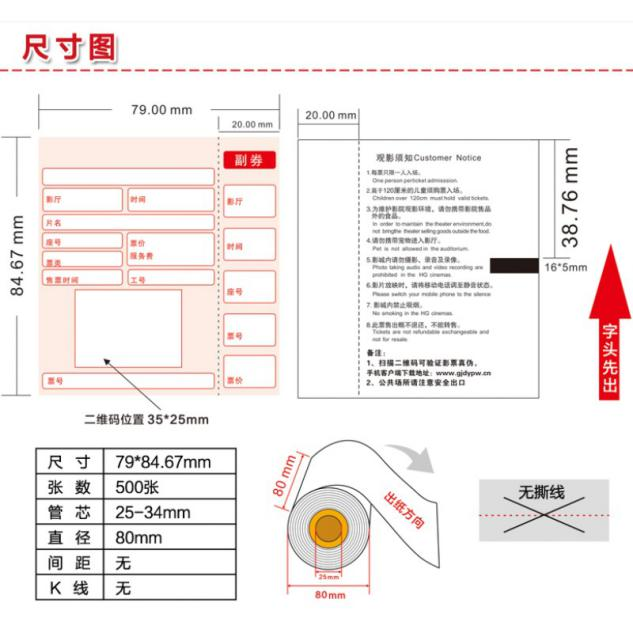 尺寸图
79.00 mm
20.00 mm
84.67 mm
副券
影厅
时间
片名
座号
票类
票价
服务费
售票时间
工号
票号
影厅
时间
座号
票号
票价
二维码位置 35*25mm
20.00 mm
38.76 mm
16*5mm
观影须知Customer Notice
1.每票只限一人入场。
One person perticket admisssion.
2.高于120厘米的儿童须购票入场。
Children over 120cm must hold valid tickets.
3.为维护影院观影环境，请勿携带影院售品
外的食品。
In order to maintain the theater environment,do
not bringthe theater selling goods outside the food.
4.请勿携带宠物进入影厅。
Pet is not allowed in the auditorium.
5.影城内请勿摄影、录音及录像。
Photo taking audio and video recording are
prohibited in the HG cinemas.
6.影片放映时，请将移动电话调至静音状态。
Please switch your mobile phone to the silence
7.影城内禁止吸烟。
No smoking in the HG cinemas.
8.此票售出概不退还，不能转售。
Tickets are not refundable exchangeable and
not for resale.
备注：
1、扫描二维码可验证影票真伪。
手机客户端下载地址：www.gjdypw.cn
2、公共场所请注意安全出口
字头先出
尺寸 79*84.67mm
张数 500张
管芯 25-34mm
直径 80mm
间距 无
K线 无
80 mm
出纸方向
25mm
80mm
无撕线